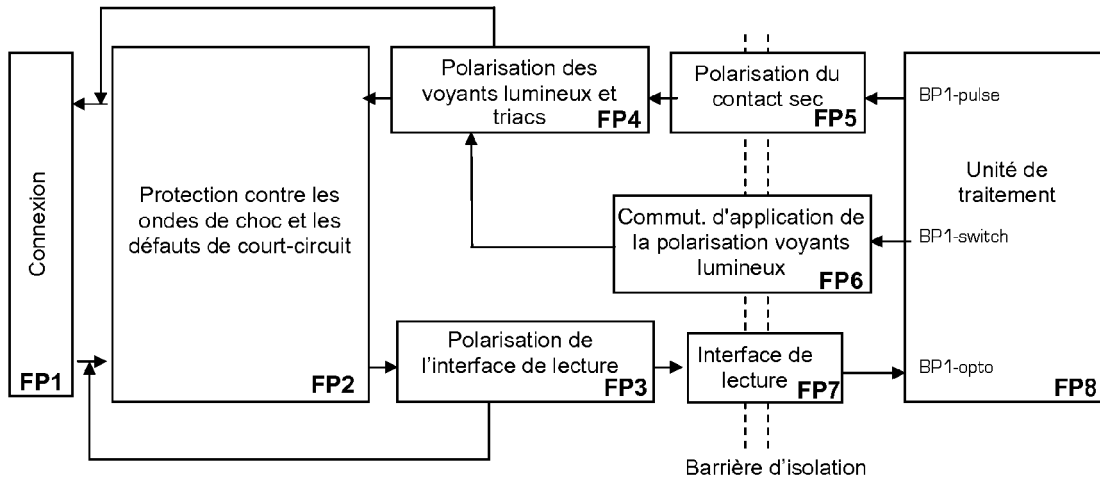 Connexion
FP1
Protection contre les
ondes de choc et les
défauts de court-circuit
FP2
Polarisation des
voyants lumineux et
triacs
FP4
Polarisation du
contact sec
FP5
Commut. d'application de
la polarisation voyants
lumineux
FP6
Polarisation de
l'interface de lecture
FP3
Interface de
lecture
FP7
BP1-pulse
Unité de
traitement
BP1-switch
BP1-opto
FP8
Barrière d'isolation